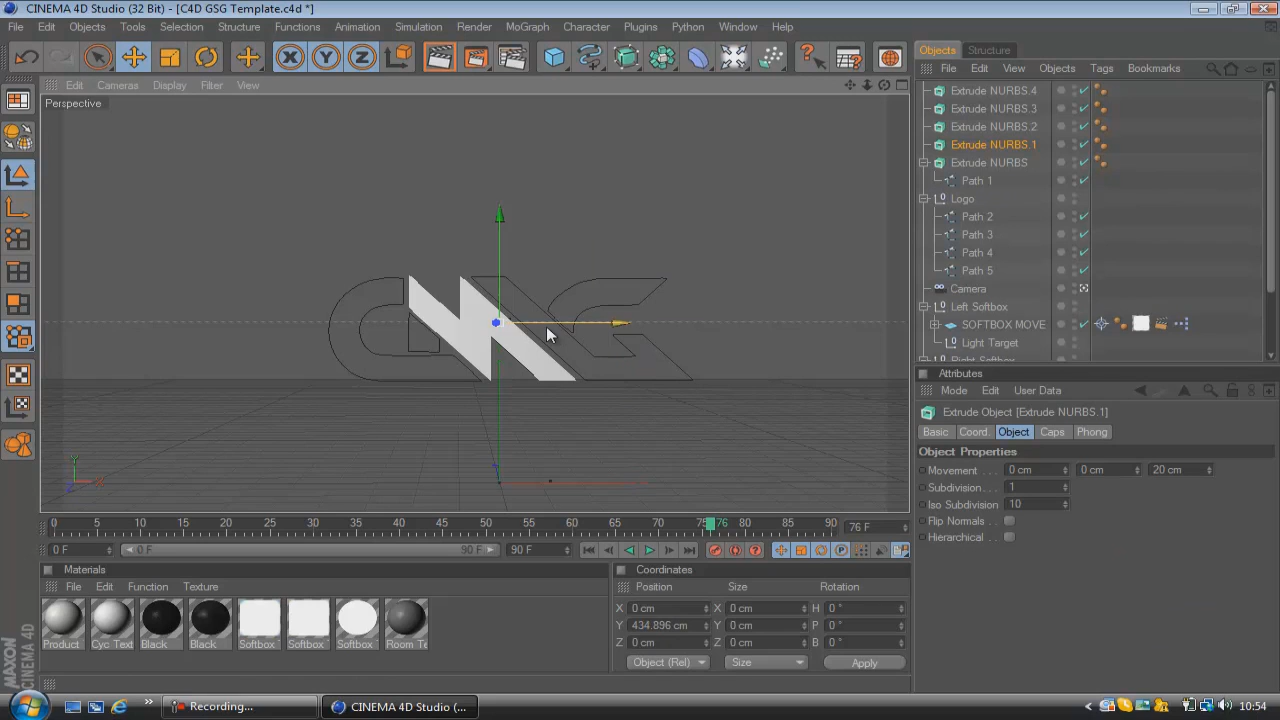 CINEMA 4D Studio (32 Bit) - [C4D GSG Template.c4d *]
File Edit Objects Tools Selection Structure Functions Animation Simulation Render MoGraph Character Plugins Python Window Help
X Y Z
Edit Cameras Display Filter View
Perspective
Y
X
Z
0 5 10 15 20 25 30 35 40 45 50 55 60 65 70 75 76 80 85 90
76 F
0 F
0 F
90 F
90 F
Materials
File Edit Function Texture
Product Cyc Text Black Black Softbox Softbox Softbox Room Te
MAXON
CINEMA 4D
Coordinates
Position Size Rotation
X 0 cm X 0 cm H 0 °
Y 434.896 cm Y 0 cm P 0 °
Z 0 cm Z 0 cm B 0 °
Object (Rel) Size Apply
Objects Structure
File Edit View Objects Tags Bookmarks
Extrude NURBS.4
Extrude NURBS.3
Extrude NURBS.2
Extrude NURBS.1
Extrude NURBS
Path 1
Logo
Path 2
Path 3
Path 4
Path 5
Camera
Left Softbox
SOFTBOX MOVE
Light Target
Right Softbox
Attributes
Mode Edit User Data
Extrude Object [Extrude NURBS.1]
Basic Coord. Object Caps Phong
Object Properties
Movement . . . 0 cm 0 cm 20 cm
Subdivision . . . 1
Iso Subdivision 10
Flip Normals .
Hierarchical . .
Recording...
CINEMA 4D Studio (...
10:54